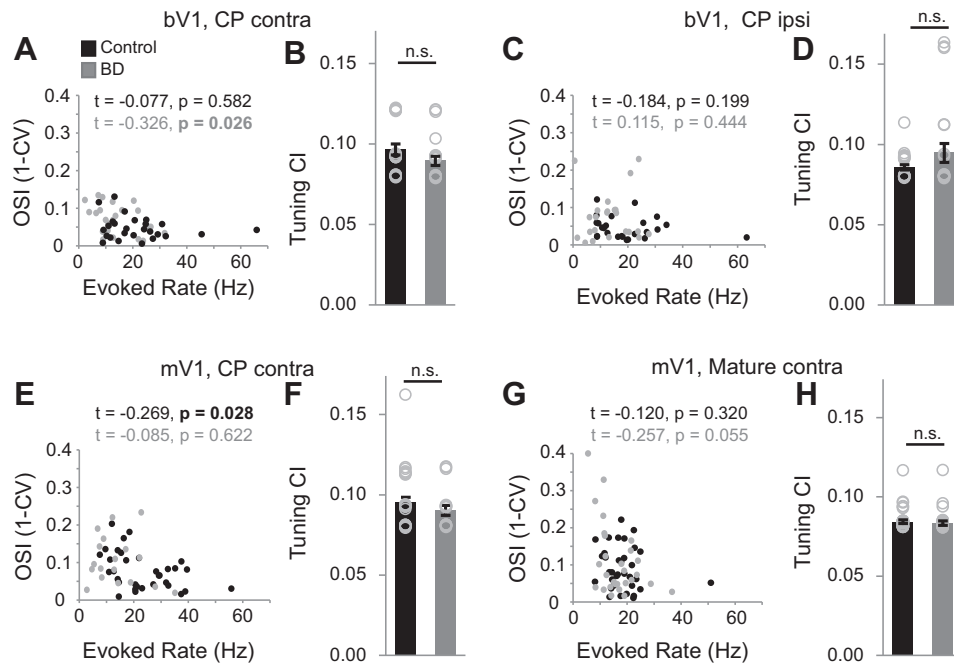 bV1, CP contra
A
Control
BD
t = -0.077, p = 0.582
t = -0.326, p = 0.026
OSI (1-CV)
0.4
0.3
0.2
0.1
0
0 20 40 60
Evoked Rate (Hz)
B
n.s.
Tuning CI
0.15
0.10
0.05
0.00
bV1, CP ipsi
C
t = -0.184, p = 0.199
t = 0.115, p = 0.444
OSI (1-CV)
0.4
0.3
0.2
0.1
0
0 20 40 60
Evoked Rate (Hz)
D
n.s.
Tuning CI
0.15
0.10
0.05
0.00
mV1, CP contra
E
t = -0.269, p = 0.028
t = -0.085, p = 0.622
OSI (1-CV)
0.4
0.3
0.2
0.1
0
0 20 40 60
Evoked Rate (Hz)
F
n.s.
Tuning CI
0.15
0.10
0.05
0.00
mV1, Mature contra
G
t = -0.120, p = 0.320
t = -0.257, p = 0.055
OSI (1-CV)
0.4
0.3
0.2
0.1
0
0 20 40 60
Evoked Rate (Hz)
H
n.s.
Tuning CI
0.15
0.10
0.05
0.00